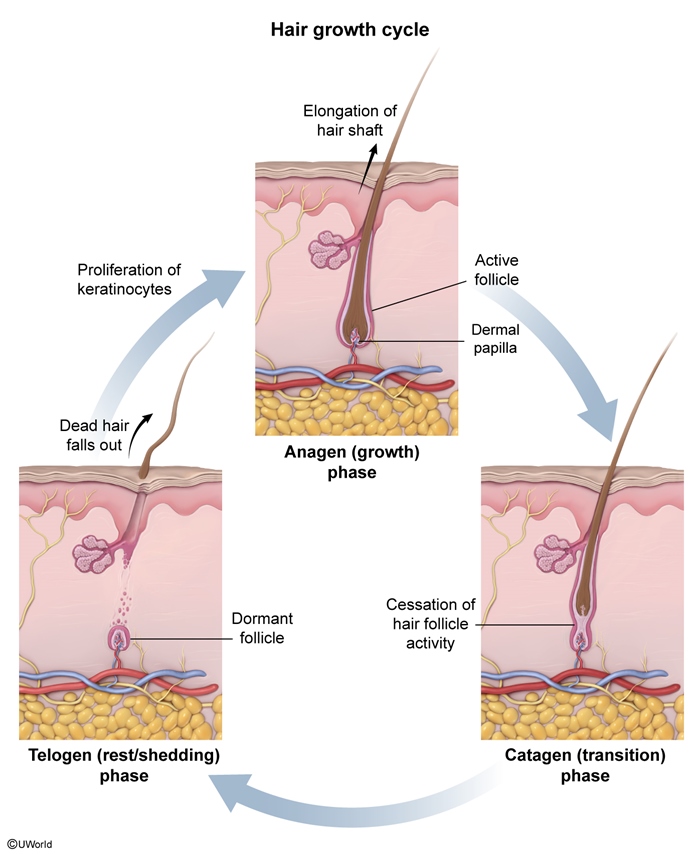 Hair growth cycle
Elongation of
hair shaft
Proliferation of
keratinocytes
Active
follicle
Dermal
papilla
Dead hair
falls out
Anagen (growth)
phase
Dormant
follicle
Cessation of
hair follicle
activity
Telogen (rest/shedding)
phase
Catagen (transition)
phase
©UWorld